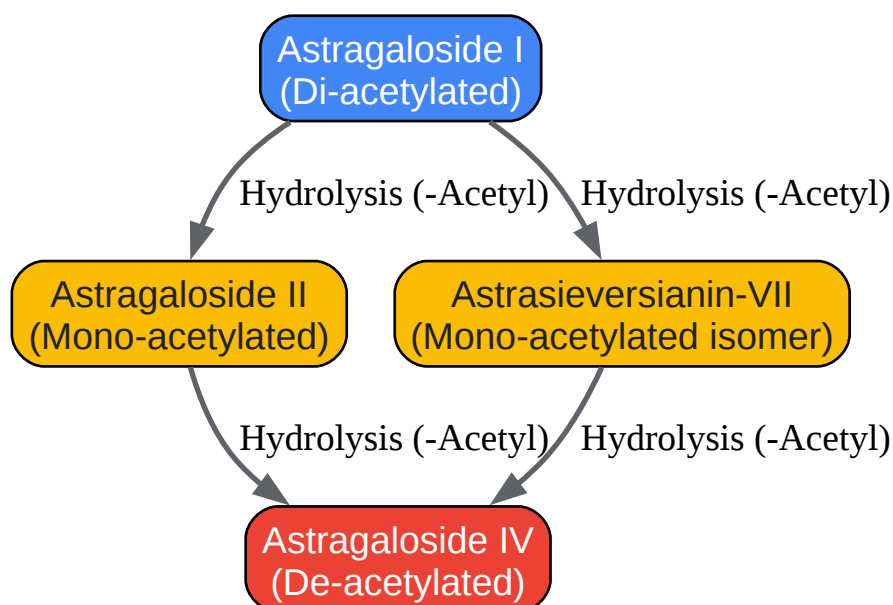 Astragaloside I
(Di-acetylated)
Hydrolysis (-Acetyl)
Hydrolysis (-Acetyl)
Astragaloside II
(Mono-acetylated)
Astrasieversianin-VII
(Mono-acetylated isomer)
Hydrolysis (-Acetyl)
Hydrolysis (-Acetyl)
Astragaloside IV
(De-acetylated)